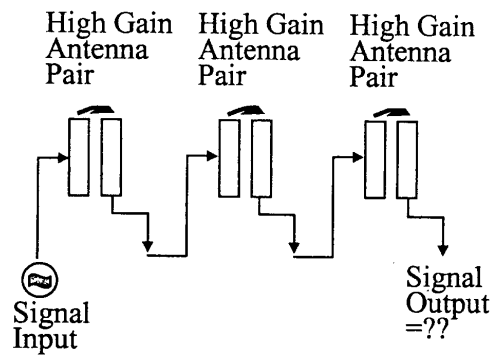 High Gain
Antenna
Pair
High Gain
Antenna
Pair
High Gain
Antenna
Pair
Signal
Input
Signal
Output
=??